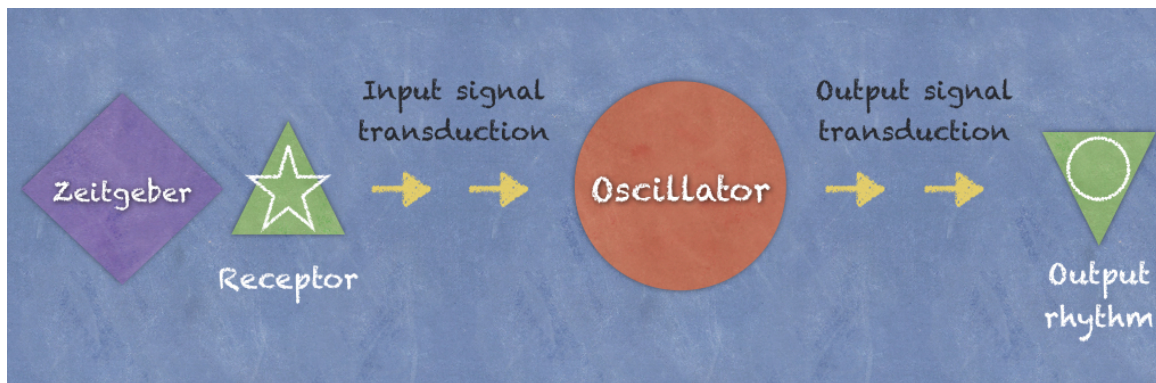 Zeitgeber
Receptor
Input signal
transduction
Oscillator
Output signal
transduction
Output
rhythm